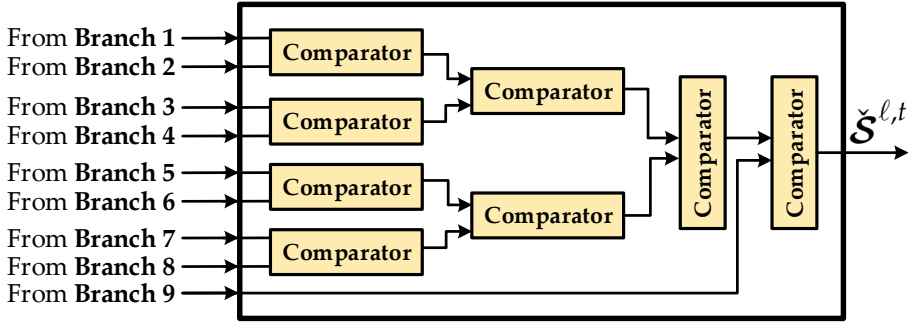 From Branch 1
From Branch 2
From Branch 3
From Branch 4
From Branch 5
From Branch 6
From Branch 7
From Branch 8
From Branch 9
Comparator
Comparator
Comparator
Comparator
Comparator
Comparator
Comparator
Comparator
Š^ℓ,t